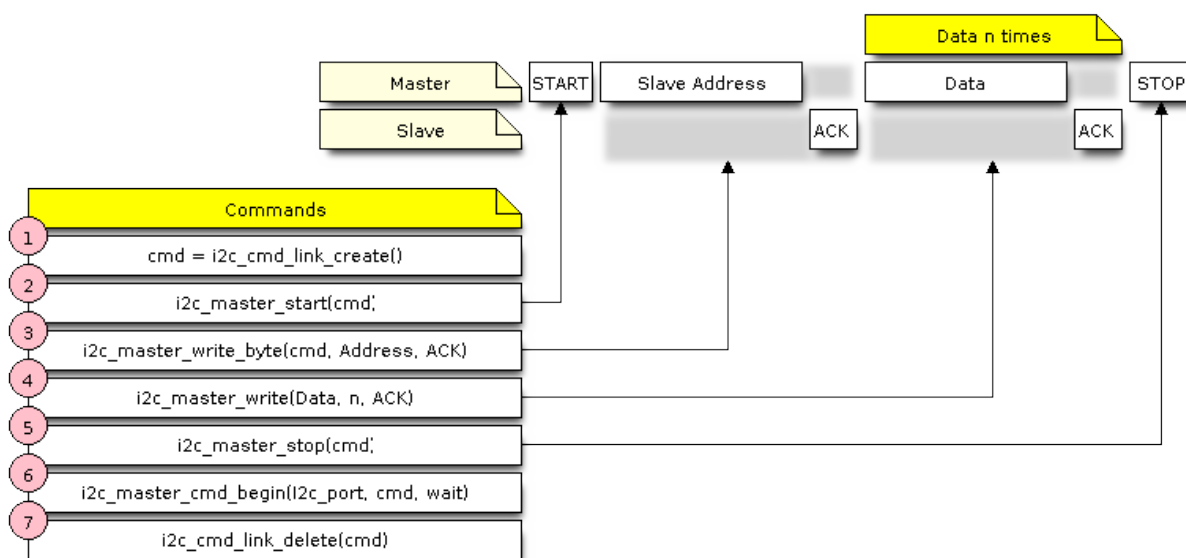 Data n times
Master START Slave Address Data STOP
Slave ACK ACK
Commands
1
cmd = i2c_cmd_link_create()
2
i2c_master_start(cmd;
3
i2c_master_write_byte(cmd, Address, ACK)
4
i2c_master_write(Data, n, ACK)
5
i2c_master_stop(cmd;
6
i2c_master_cmd_begin(I2c_port, cmd, wait)
7
i2c_cmd_link_delete(cmd)